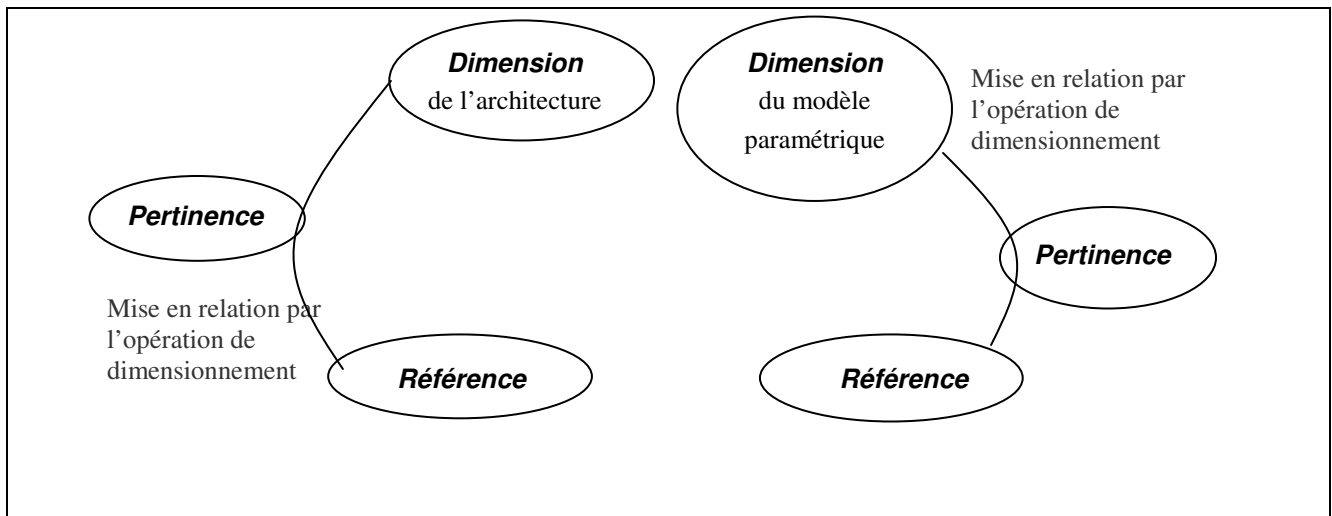 Dimension
de l’architecture
Pertinence
Mise en relation par
l’opération de
dimensionnement
Référence
Dimension
du modèle
paramétrique
Mise en relation par
l’opération de
dimensionnement
Pertinence
Référence